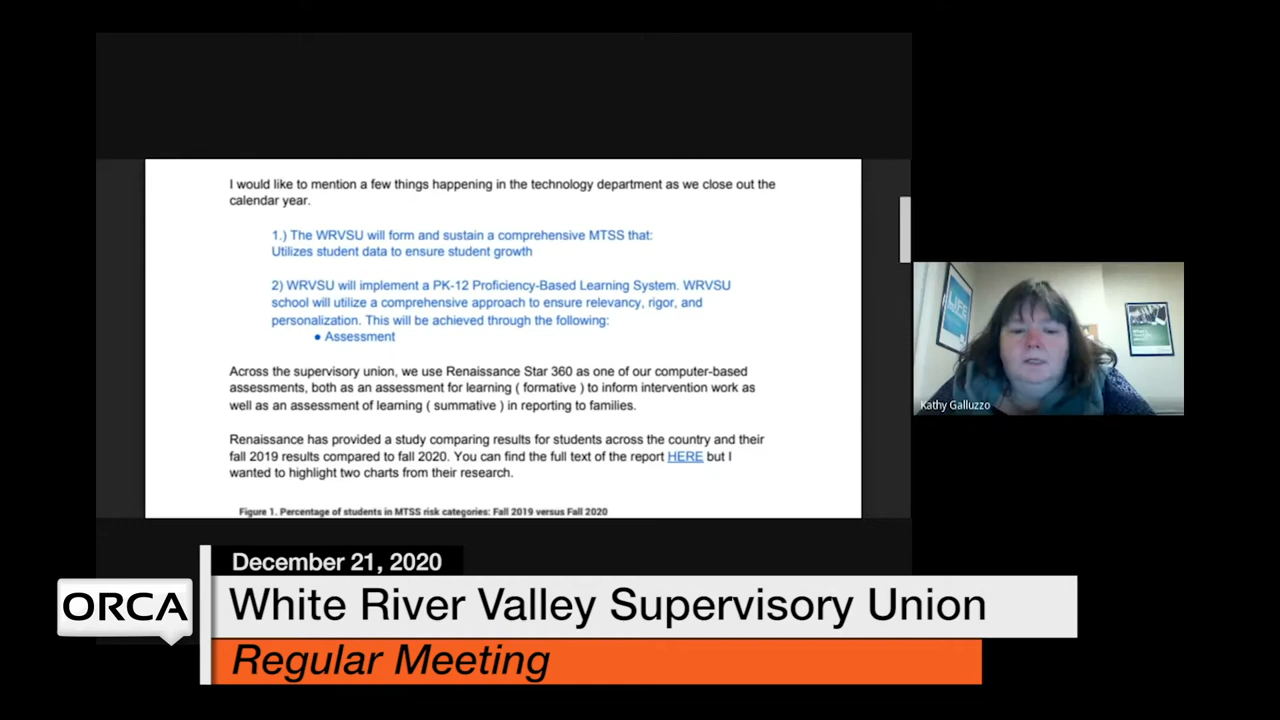 I would like to mention a few things happening in the technology department as we close out the
calendar year.
1.) The WRVSU will form and sustain a comprehensive MTSS that:
Utilizes student data to ensure student growth
2) WRVSU will implement a PK-12 Proficiency-Based Learning System. WRVSU
school will utilize a comprehensive approach to ensure relevancy, rigor, and
personalization. This will be achieved through the following:
● Assessment
Across the supervisory union, we use Renaissance Star 360 as one of our computer-based
assessments, both as an assessment for learning ( formative ) to inform intervention work as
well as an assessment of learning ( summative ) in reporting to families.
Renaissance has provided a study comparing results for students across the country and their
fall 2019 results compared to fall 2020. You can find the full text of the report HERE but I
wanted to highlight two charts from their research.
Figure 1. Percentage of students in MTSS risk categories: Fall 2019 versus Fall 2020
LIFE
Kathy Galluzzo
December 21, 2020
ORCA
White River Valley Supervisory Union
Regular Meeting